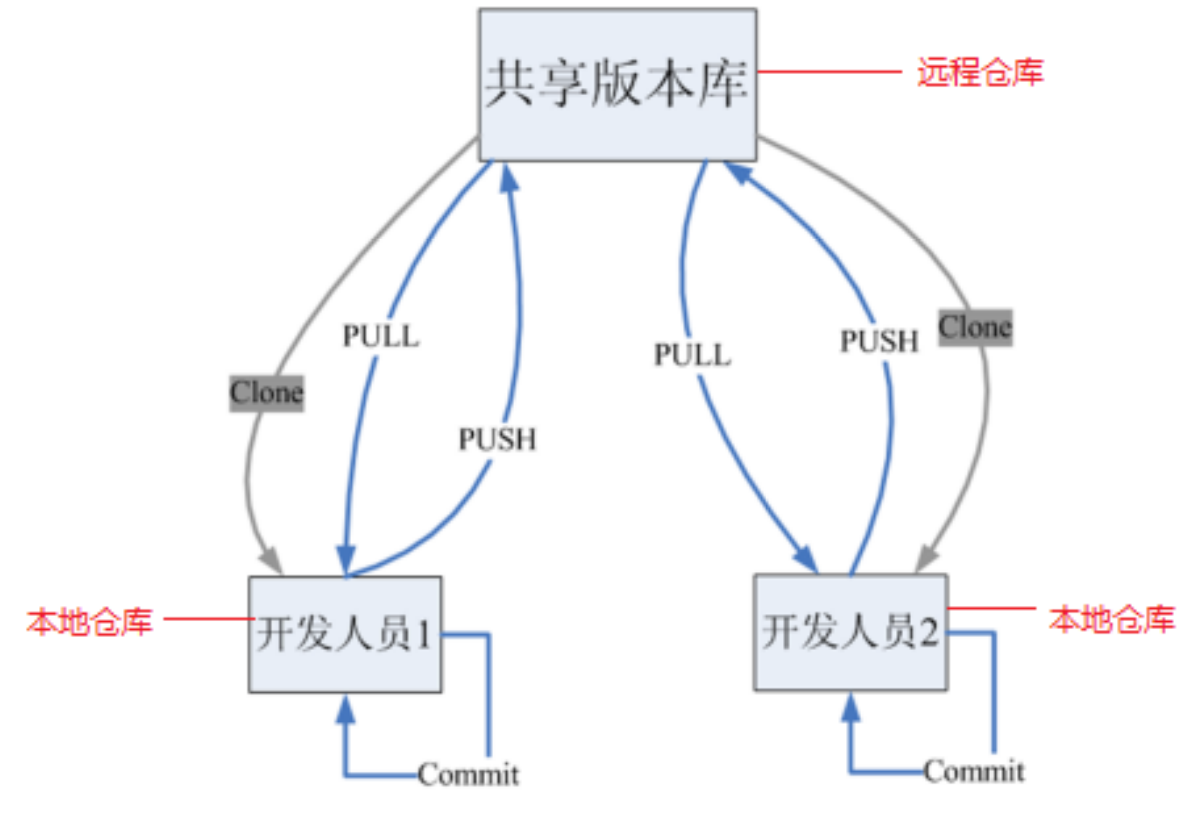 共享版本库
远程仓库
Clone
PULL
PUSH
PULL
PUSH
Clone
本地仓库
开发人员1
Commit
开发人员2
本地仓库
Commit